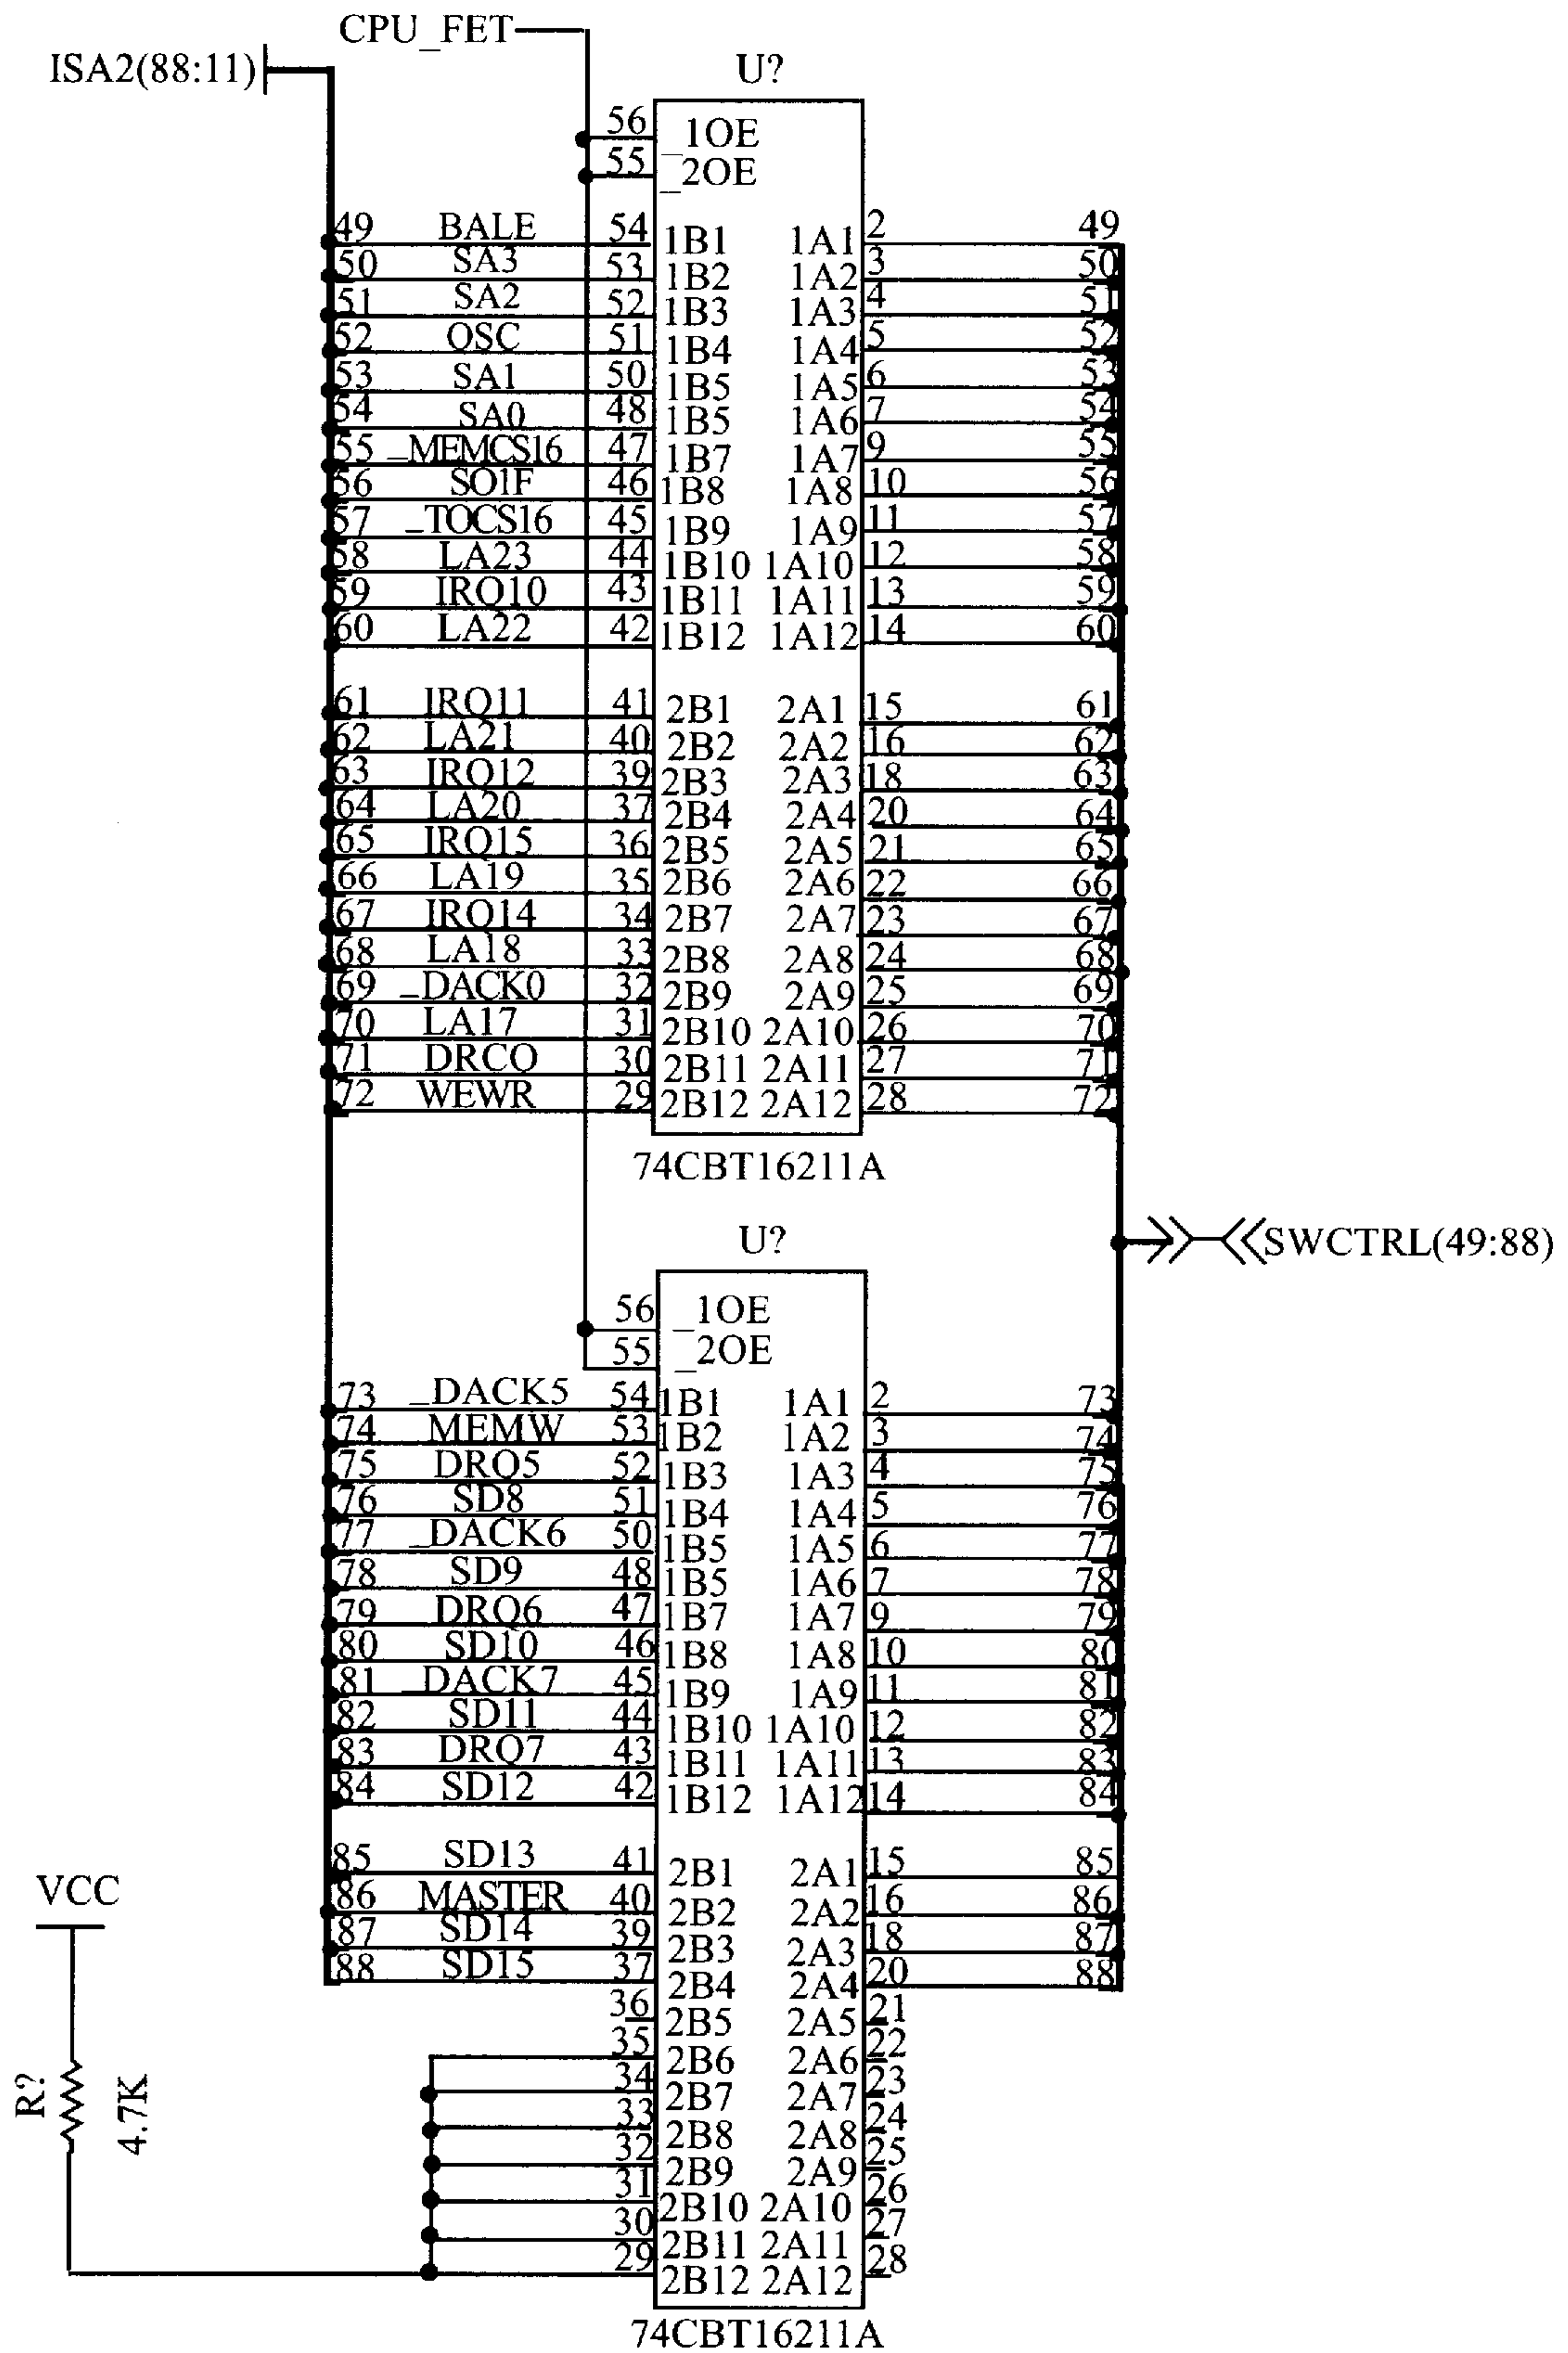 CPU_FET
ISA2(88:11)
U?
56 _1OE
55 _2OE
49 BALE 54 1B1 1A1 2 49
50 SA3 53 1B2 1A2 3 50
51 SA2 52 1B3 1A3 4 51
52 OSC 51 1B4 1A4 5 52
53 SA1 50 1B5 1A5 6 53
54 SA0 48 1B5 1A6 7 54
55 _MEMCS16 47 1B7 1A7 9 55
56 SO1F 46 1B8 1A8 10 56
57 _TOCS16 45 1B9 1A9 11 57
58 LA23 44 1B10 1A10 12 58
59 IRQ10 43 1B11 1A11 13 59
60 LA22 42 1B12 1A12 14 60
61 IRQ11 41 2B1 2A1 15 61
62 LA21 40 2B2 2A2 16 62
63 IRQ12 39 2B3 2A3 18 63
64 LA20 37 2B4 2A4 20 64
65 IRQ15 36 2B5 2A5 21 65
66 LA19 35 2B6 2A6 22 66
67 IRQ14 34 2B7 2A7 23 67
68 LA18 33 2B8 2A8 24 68
69 _DACK0 32 2B9 2A9 25 69
70 LA17 31 2B10 2A10 26 70
71 DRCQ 30 2B11 2A11 27 71
72 WEWR 29 2B12 2A12 28 72
74CBT16211A
U?
SWCTRL(49:88)
56 _1OE
55 _2OE
73 _DACK5 54 1B1 1A1 2 73
74 MEMW 53 1B2 1A2 3 74
75 DRQ5 52 1B3 1A3 4 75
76 SD8 51 1B4 1A4 5 76
77 _DACK6 50 1B5 1A5 6 77
78 SD9 48 1B5 1A6 7 78
79 DRQ6 47 1B7 1A7 9 79
80 SD10 46 1B8 1A8 10 80
81 _DACK7 45 1B9 1A9 11 81
82 SD11 44 1B10 1A10 12 82
83 DRQ7 43 1B11 1A11 13 83
84 SD12 42 1B12 1A12 14 84
85 SD13 41 2B1 2A1 15 85
VCC
86 MASTER 40 2B2 2A2 16 86
87 SD14 39 2B3 2A3 18 87
88 SD15 37 2B4 2A4 20 88
36 2B5 2A5 21
35 2B6 2A6 22
34 2B7 2A7 23
R? 4.7K
33 2B8 2A8 24
32 2B9 2A9 25
31 2B10 2A10 26
30 2B11 2A11 27
29 2B12 2A12 28
74CBT16211A